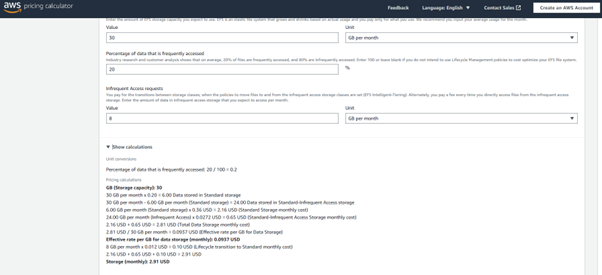 aws pricing calculator
Feedback Language: English Contact Sales Create an AWS Account
Enter the amount of EFS storage capacity you expect to use. EFS is an elastic file system that grows and shrinks based on actual usage and you pay only for what you use. We recommend you input your average usage for the month.
Value Unit
30 GB per month
Percentage of data that is frequently accessed
Industry research and customer analysis shows that on average, 20% of files are frequently accessed, and 80% are infrequently accessed. Enter 100 or leave blank if you do not intend to use Lifecycle Management policies to cost optimize your EFS file system.
20 %
Infrequent Access requests
You pay for the transitions between storage classes, when the policies to move files to and from the infrequent access storage classes are set (EFS Intelligent-Tiering). Alternately, you pay a fee every time you directly access files from the infrequent access
storage. Enter the amount of data in infrequent access storage that you expect to access per month.
Value Unit
8 GB per month
Show calculations
Unit conversions
Percentage of data that is frequently accessed: 20 / 100 = 0.2
Pricing calculations
GB (Storage capacity): 30
30 GB per month x 0.20 = 6.00 Data stored in Standard storage
30 GB per month - 6.00 GB per month (Standard storage) = 24.00 Data stored in Standard-Infrequent Access storage
6.00 GB per month (Standard storage) x 0.36 USD = 2.16 USD (Standard Storage monthly cost)
24.00 GB per month (Infrequent Access) x 0.0272 USD = 0.65 USD (Standard-Infrequent Access Storage monthly cost)
2.16 USD + 0.65 USD = 2.81 USD (Total Data Storage monthly cost)
2.81 USD / 30 GB per month = 0.0937 USD (Effective rate per GB for Data Storage)
Effective rate per GB for data storage (monthly): 0.0937 USD
8 GB per month x 0.012 USD = 0.10 USD (Lifecycle transition to Standard monthly cost)
2.16 USD + 0.65 USD + 0.10 USD = 2.91 USD
Storage (monthly): 2.91 USD